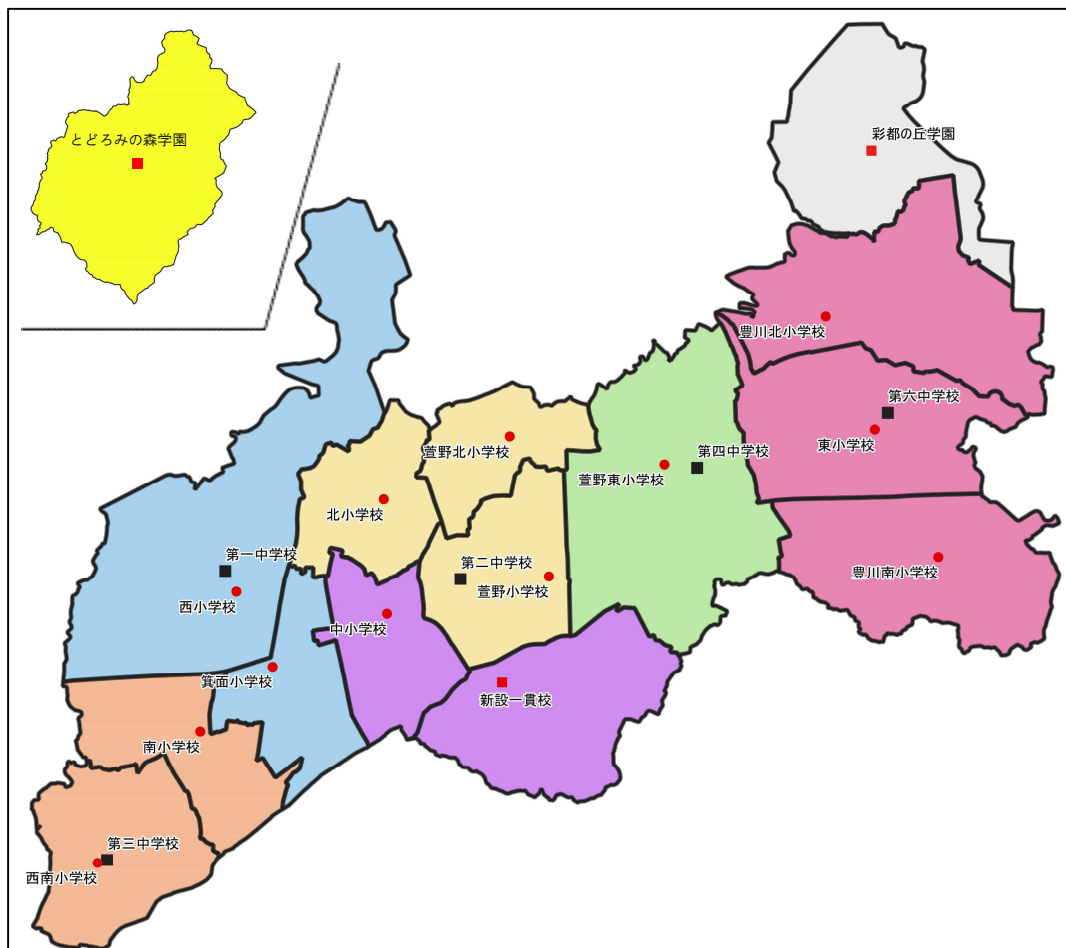 とどろみの森学園
彩都の丘学園
豊川北小学校
第六中学校
東小学校
萱野北小学校
第四中学校
萱野東小学校
北小学校
第一中学校
第二中学校
豊川南小学校
萱野小学校
西小学校
中小学校
箕面小学校
新設一貫校
南小学校
第三中学校
西南小学校